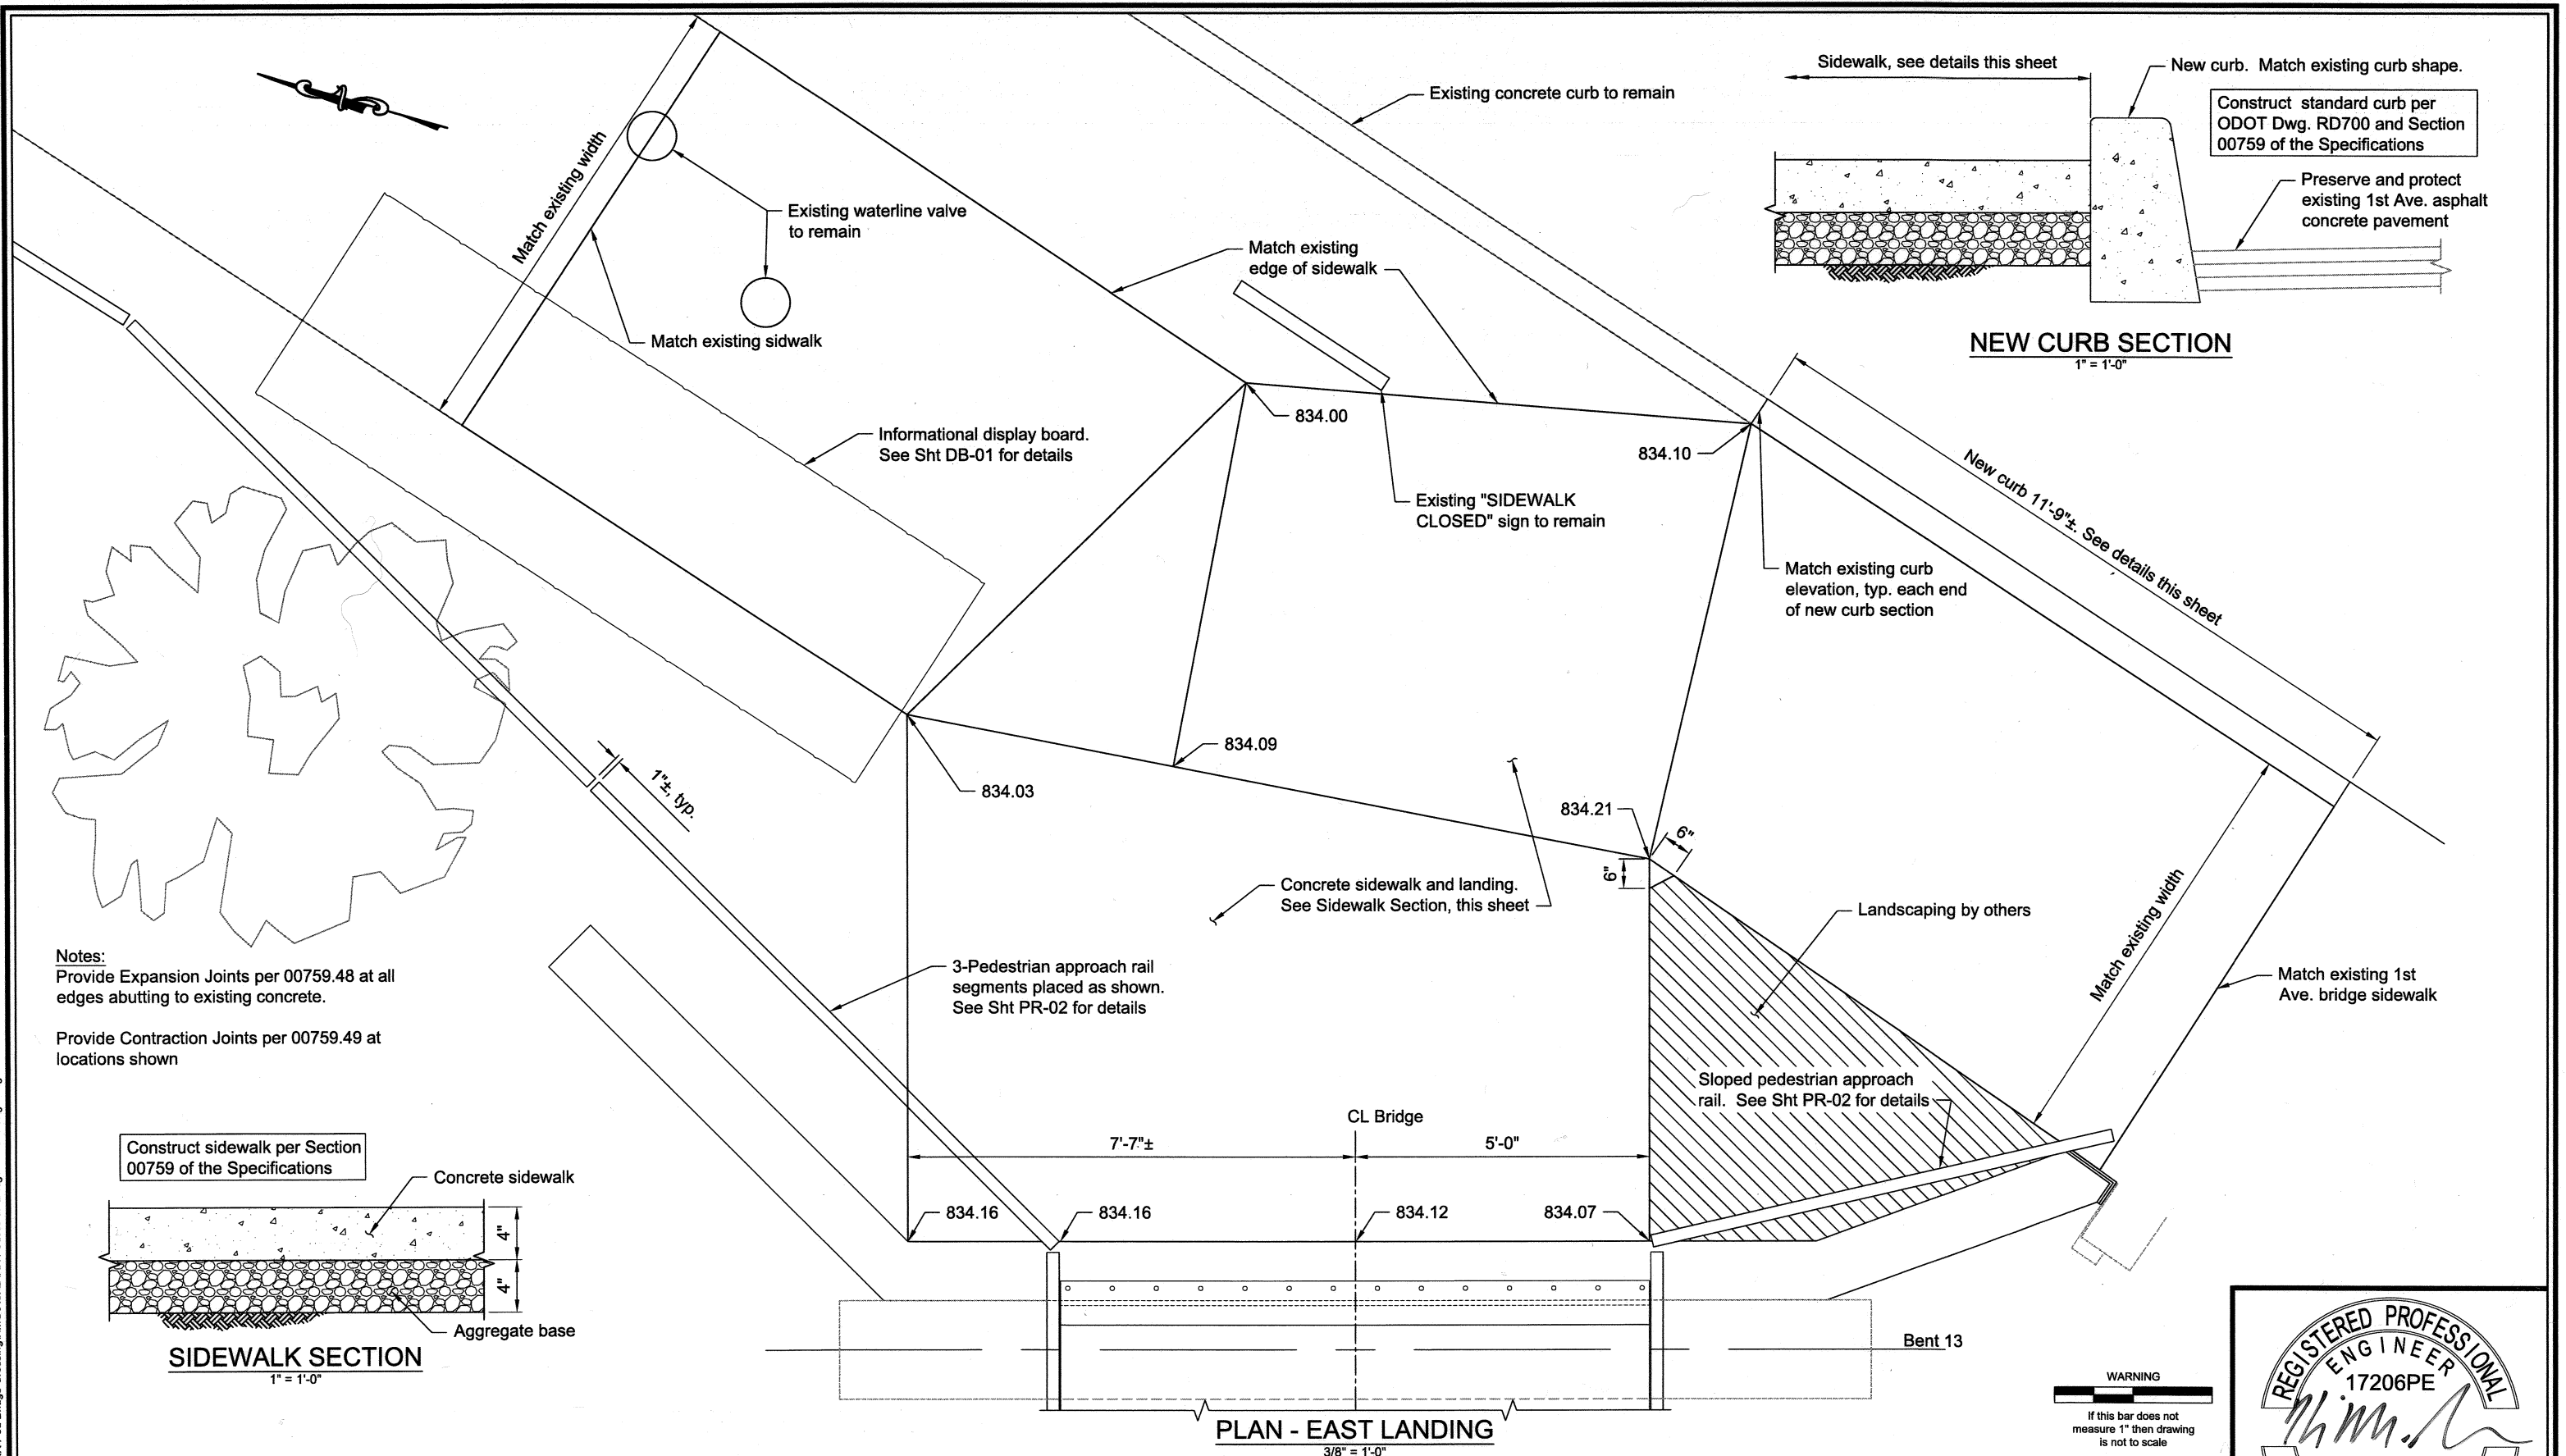 Sidewalk, see details this sheet
New curb. Match existing curb shape.
Construct standard curb per
ODOT Dwg. RD700 and Section
00759 of the Specifications
Preserve and protect
existing 1st Ave. asphalt
concrete pavement
NEW CURB SECTION
1" = 1'-0"
Existing concrete curb to remain
Match existing width
Existing waterline valve
to remain
Match existing sidwalk
Match existing
edge of sidewalk
834.00
834.10
Informational display board.
See Sht DB-01 for details
Existing "SIDEWALK
CLOSED" sign to remain
New curb 11'-9"±. See details this sheet
Match existing curb
elevation, typ. each end
of new curb section
834.09
834.03
1"±, typ.
834.21
6"
6"
Concrete sidewalk and landing.
See Sidewalk Section, this sheet
Landscaping by others
Match existing width
Match existing 1st
Ave. bridge sidewalk
3-Pedestrian approach rail
segments placed as shown.
See Sht PR-02 for details
Notes:
Provide Expansion Joints per 00759.48 at all
edges abutting to existing concrete.
Provide Contraction Joints per 00759.49 at
locations shown
Sloped pedestrian approach
rail. See Sht PR-02 for details
CL Bridge
7'-7"±
5'-0"
834.16
834.16
834.12
834.07
Construct sidewalk per Section
00759 of the Specifications
Concrete sidewalk
4"
4"
Aggregate base
SIDEWALK SECTION
1" = 1'-0"
Bent 13
PLAN - EAST LANDING
3/8" = 1'-0"
WARNING
If this bar does not
measure 1" then drawing
is not to scale
REGISTERED PROFESSIONAL
ENGINEER
17206PE